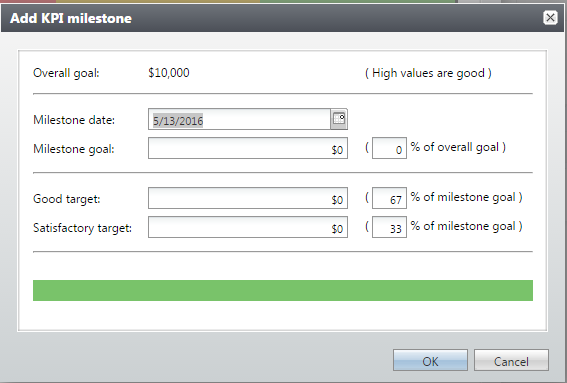 Add KPI milestone
Overall goal: $10,000 ( High values are good )
Milestone date: 5/13/2016
Milestone goal: $0 ( 0 % of overall goal )
Good target: $0 ( 67 % of milestone goal )
Satisfactory target: $0 ( 33 % of milestone goal )
OK Cancel